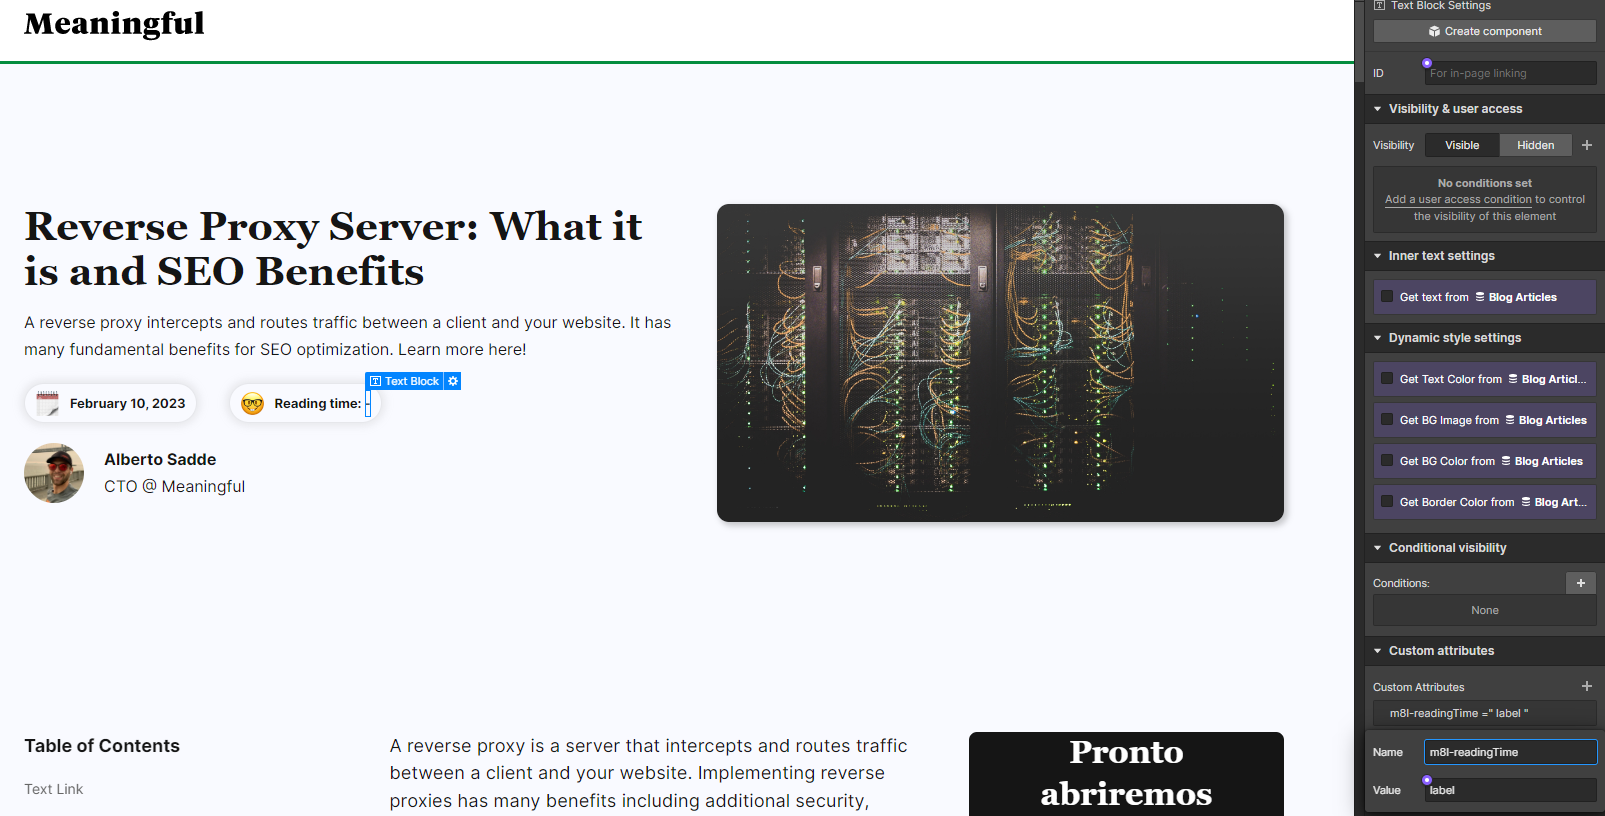 Meaningful
Reverse Proxy Server: What it
is and SEO Benefits
A reverse proxy intercepts and routes traffic between a client and your website. It has
many fundamental benefits for SEO optimization. Learn more here!
February 10, 2023
Reading time: -
Text Block
Alberto Sadde
CTO @ Meaningful
Table of Contents
Text Link
A reverse proxy is a server that intercepts and routes traffic
between a client and your website. Implementing reverse
proxies has many benefits including additional security,
Pronto
abriremos
Text Block Settings
Create component
ID
For in-page linking
Visibility & user access
Visibility
Visible
Hidden
No conditions set
Add a user access condition to control
the visibility of this element
Inner text settings
Get text from Blog Articles
Dynamic style settings
Get Text Color from Blog Articl...
Get BG Image from Blog Articles
Get BG Color from Blog Articles
Get Border Color from Blog Art...
Conditional visibility
Conditions:
None
Custom attributes
Custom Attributes
m8l-readingTime =" label "
Name
m8l-readingTime
Value
label